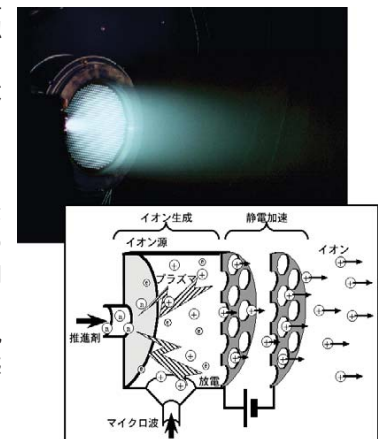 イオン生成 静電加速
イオン源 イオン
プラズマ
推進剤
放電
マイクロ波